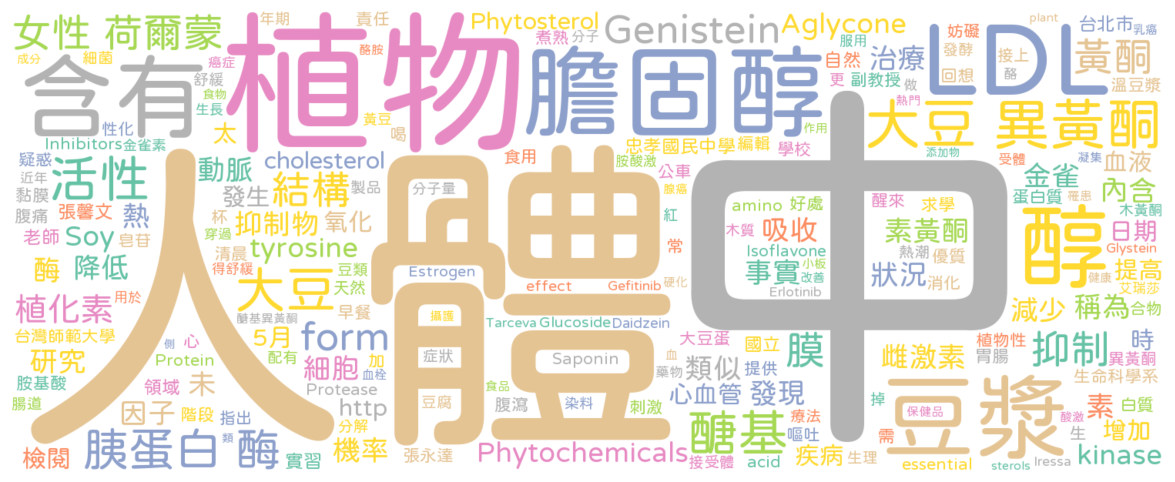 女性 荷爾蒙
年期
責任
Phytosterol
Genistein
Aglycone
plant
台北市
成分
細菌
癌症
酪胺
煮熟
分子
服用
妨礙
接上
乳癌
含有
植物
膽固醇
自然
治療
LDL
黃酮
舒緩
食物
更
副教授
做
發酵
回想
酪
溫豆漿
生長
熱門
性化
太
黃豆
喝
作用
大豆
異黃酮
Inhibitors
金雀素
忠孝國民中學
編輯
學校
添加物
疑惑
活性
動脈
cholesterol
食用
胺酸激
公車
腺癌
受體
凝集
血液
近年
黏膜
發生
結構
製品
分子量
醒來
求學
金雀
蛋白質
罹患
內含
腹痛
張馨文
熱
杯
抑制物
氧化
紅
amino
好處
木質
吸收
素黃酮
木黃酮
醇
日期
老師
Soy
皂苷
穿過
清晨
tyrosine
常
Isoflavone
熱潮
優質
Glystein
酶
降低
得舒緩
大豆
豆類
天然
Estrogen
effect
Gefitinib
硬化
事實
小板
改善
Erlotinib
狀況
消化
提高
健康
艾瑞莎
植化素
用於
醣基異黃酮
早餐
攝護
人體中
減少
稱為
合物
台灣師範大學
側
心
5月
form
Tarceva
Glucoside
Daidzein
大豆蛋
國立
膜
雌激素
植物性
胃腸
抑制
時
異黃酮
研究
Protein
配有
細胞
加
血栓
症狀
Saponin
血
藥物
類似
提供
生命科學系
胺基酸
領域
未
Protease
http
食品
腹瀉
染料
刺激
心血管
發現
豆漿
掉
保健品
素
白質
酸激
腸道
因子
階段
指出
分解
豆腐
醣基
療法
嘔吐
需
生
增加
檢閱
胰蛋白
類
酶
實習
機率
張永達
Phytochemicals
接受體
acid
疾病
生理
essential
sterols
Iressa
kinase